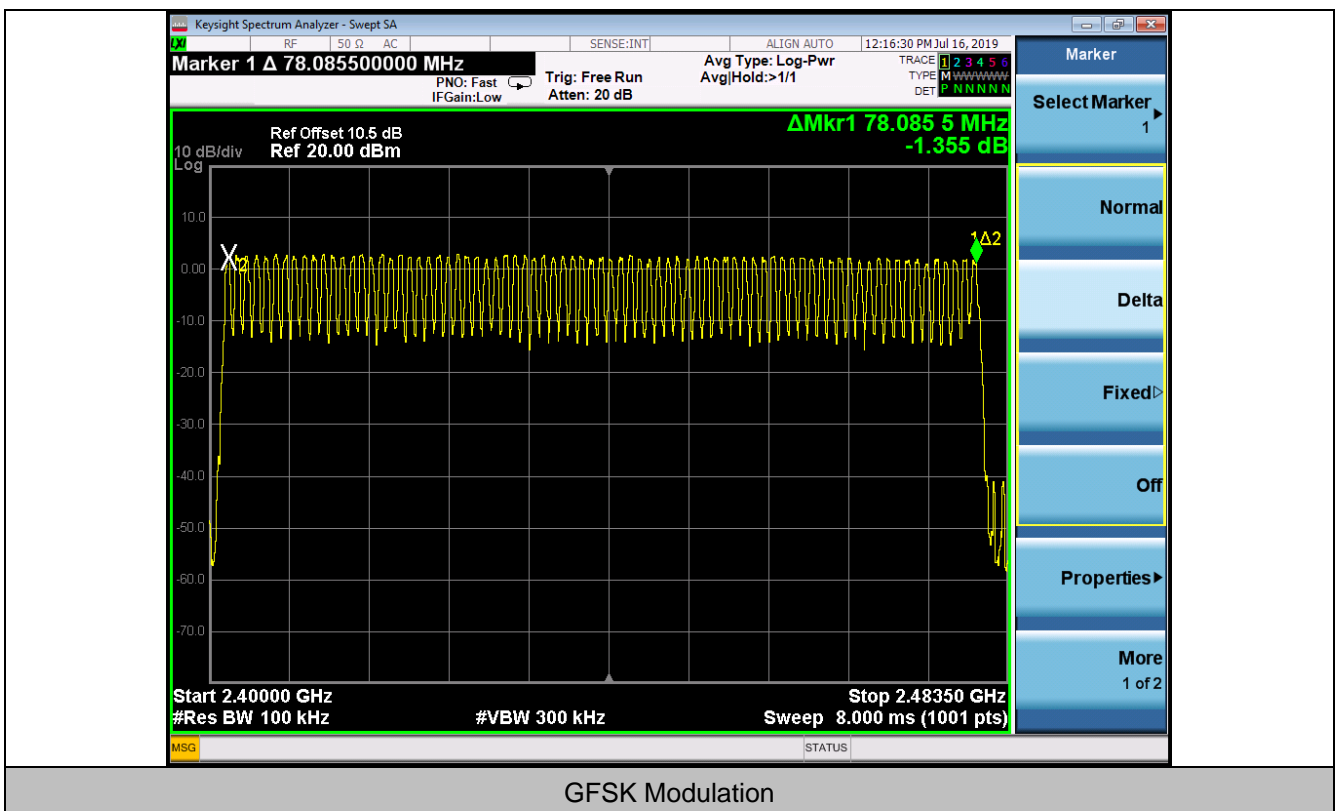 Keysight Spectrum Analyzer - Swept SA
LXI RF 50 Ω AC SENSE:INT ALIGN AUTO 12:16:30 PM Jul 16, 2019
Marker 1 Δ 78.085500000 MHz
PNO: Fast
IFGain:Low
Trig: Free Run
Atten: 20 dB
Avg Type: Log-Pwr
Avg|Hold:>1/1
TRACE 1 2 3 4 5 6
TYPE M WWWWW
DET P N N N N N
ΔMkr1 78.085 5 MHz
-1.355 dB
Ref Offset 10.5 dB
10 dB/div Ref 20.00 dBm
Log
10.0
0.00
-10.0
-20.0
-30.0
-40.0
-50.0
-60.0
-70.0
X2
1Δ2
Start 2.40000 GHz Stop 2.48350 GHz
#Res BW 100 kHz #VBW 300 kHz Sweep 8.000 ms (1001 pts)
MSG STATUS
Marker
Select Marker
1
Normal
Delta
Fixed
Off
Properties
More
1 of 2
GFSK Modulation